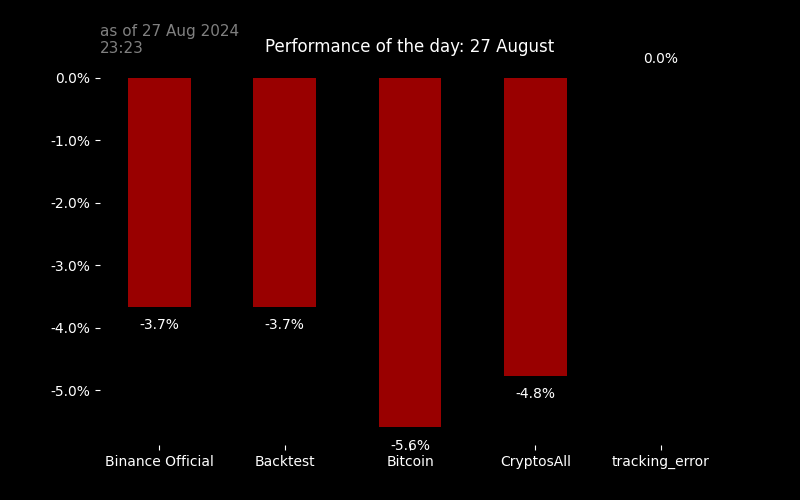 as of 27 Aug 2024
23:23
Performance of the day: 27 August
0.0%
0.0%
-1.0%
-2.0%
-3.0%
-4.0%
-5.0%
-3.7%
-3.7%
-5.6%
-4.8%
Binance Official
Backtest
Bitcoin
CryptosAll
tracking_error